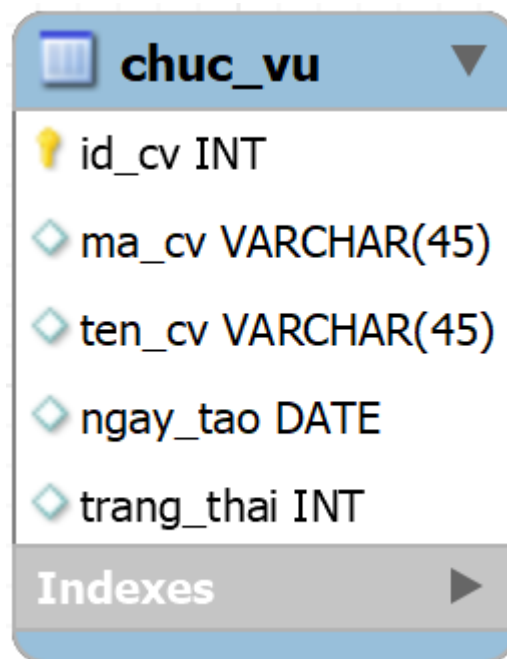 chuc_vu
id_cv INT
ma_cv VARCHAR(45)
ten_cv VARCHAR(45)
ngay_tao DATE
trang_thai INT
Indexes